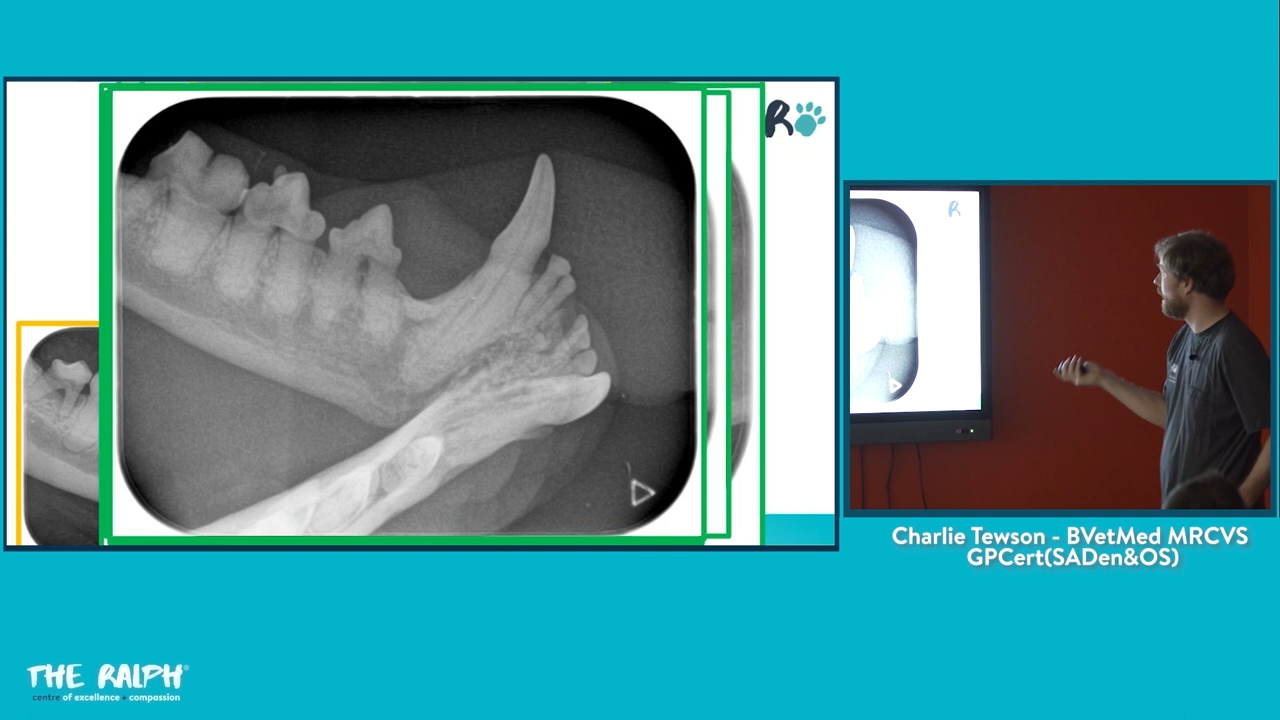 R
R
Charlie Tewson - BVetMed MRCVS
GPCert(SADen&OS)
THE RALPH®
centre of excellence + compassion